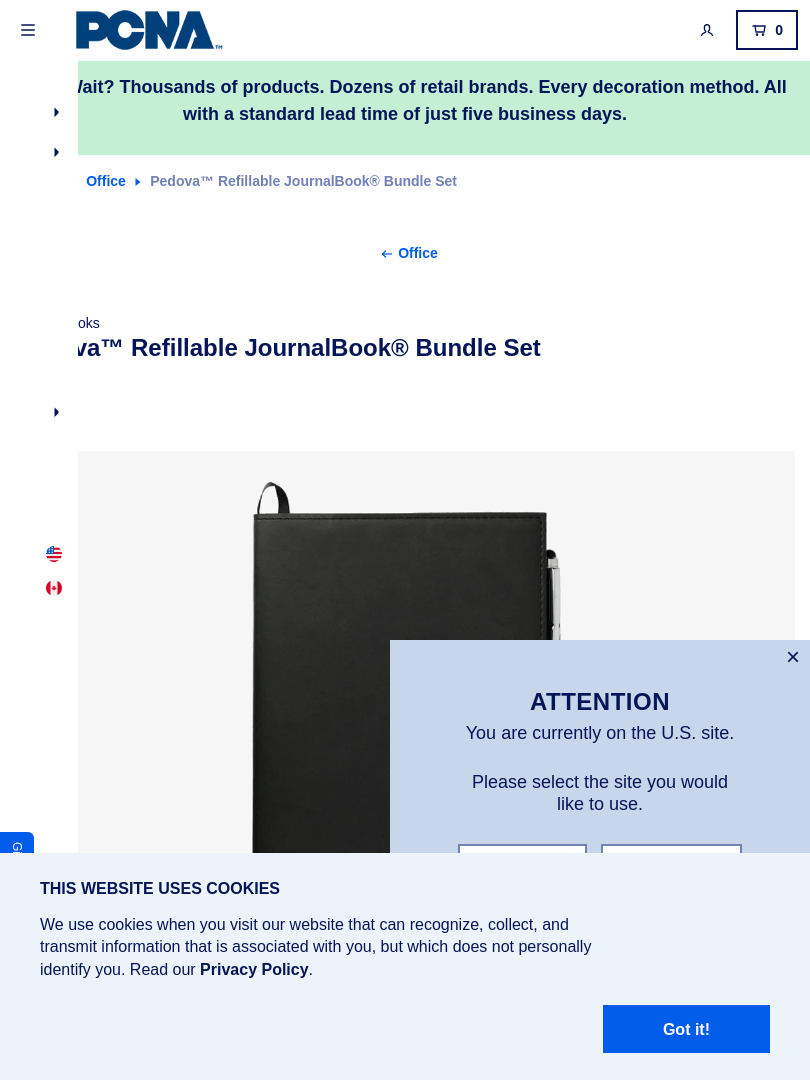 PCNA™
0
Wait? Thousands of products. Dozens of retail brands. Every decoration method. All
with a standard lead time of just five business days.
Office Pedova™ Refillable JournalBook® Bundle Set
Office
Refillable JournalBook® Bundle Set
ATTENTION
You are currently on the U.S. site.
Please select the site you would
like to use.
THIS WEBSITE USES COOKIES
We use cookies when you visit our website that can recognize, collect, and
transmit information that is associated with you, but which does not personally
identify you. Read our Privacy Policy.
Got it!